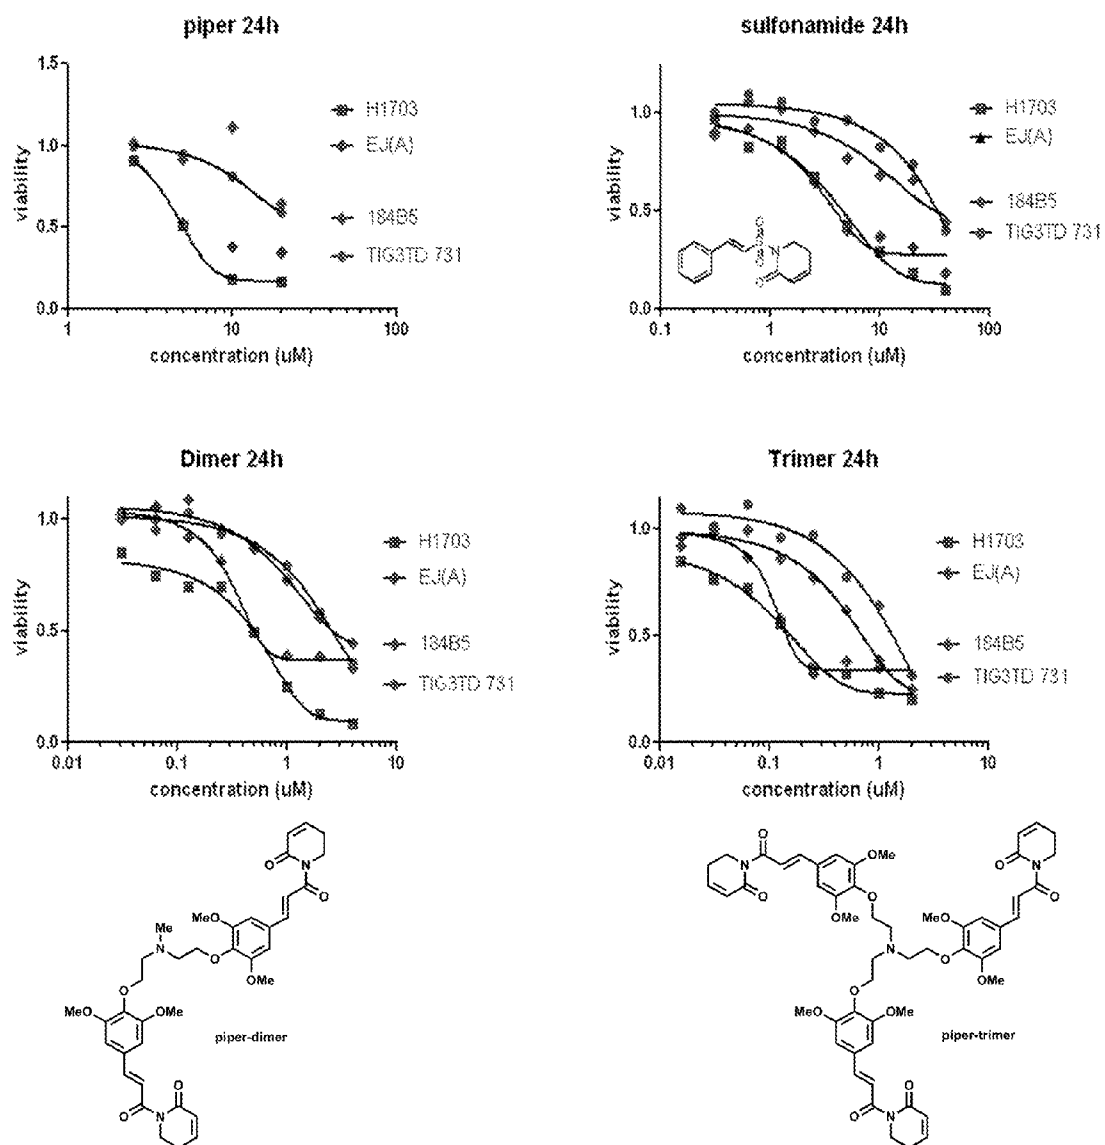 piper 24h
1.5
1.0
0.5
0.0
viability
1
10
100
concentration (uM)
H1703
EJ(A)
184B5
TIG3TD 731
sulfonamide 24h
1.0
0.5
0.0
viability
0.1
1
10
100
concentration (uM)
H1703
EJ(A)
184B5
TIG3TD 731
O
S
O
N
O
Dimer 24h
1.0
0.5
0.0
viability
0.01
0.1
1
10
concentration (uM)
H1703
EJ(A)
184B5
TIG3TD 731
Trimer 24h
1.0
0.5
0.0
viability
0.01
0.1
1
10
concentration (uM)
H1703
EJ(A)
184B5
TIG3TD 731
O
N
O
MeO
Me
N
O
OMe
O
MeO
OMe
piper-dimer
O
N
O
O
N
O
OMe
O
OMe
O
N
O
MeO
N
O
OMe
O
MeO
OMe
piper-trimer
O
N
O